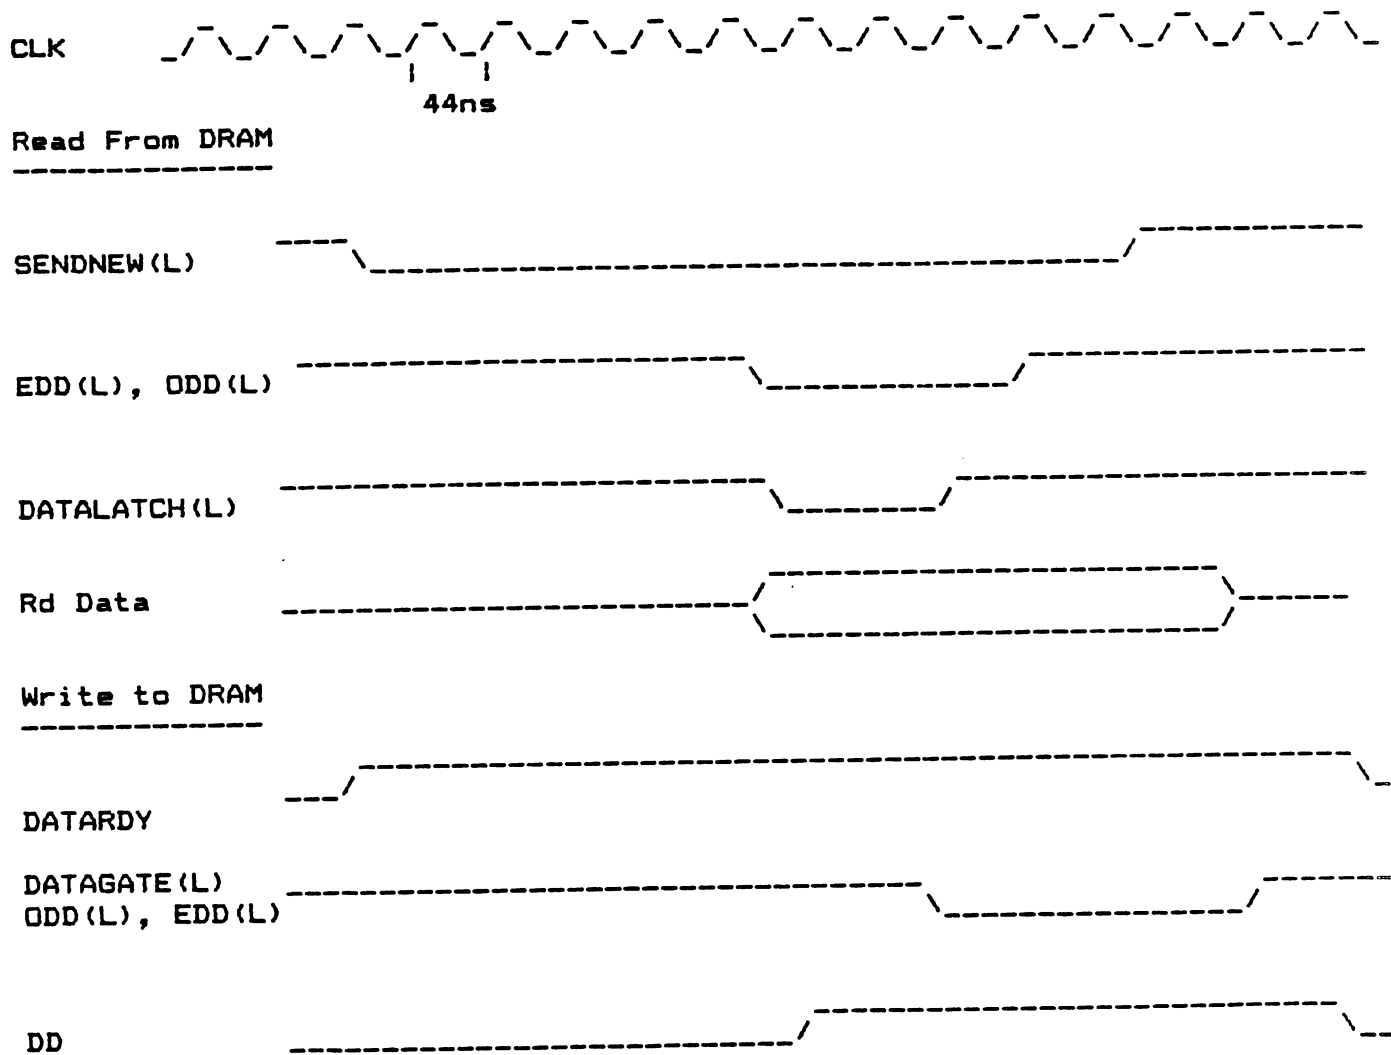 CLK
44ns
Read From DRAM
SENDNEW(L)
EDD(L), ODD(L)
DATALATCH(L)
Rd Data
Write to DRAM
DATARDY
DATAGATE(L)
ODD(L), EDD(L)
DD